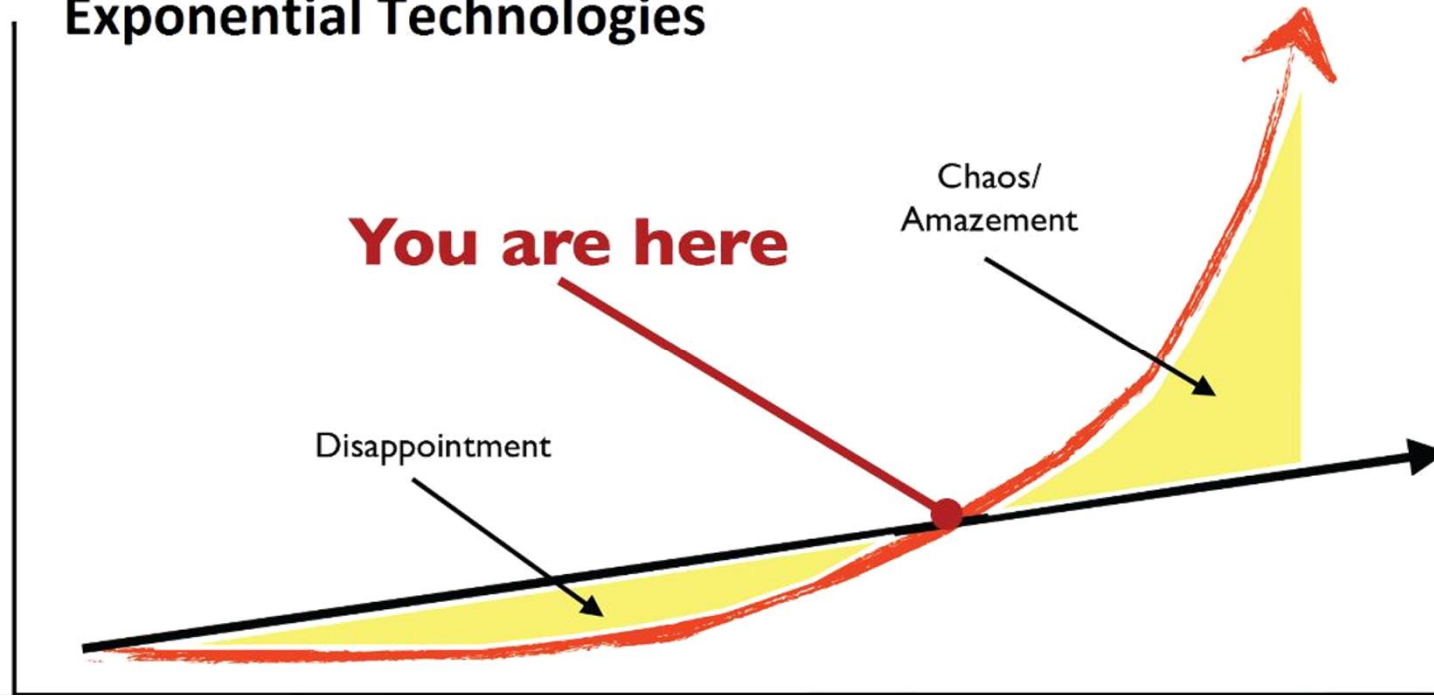 Exponential Technologies
Chaos/
Amazement
You are here
Disappointment